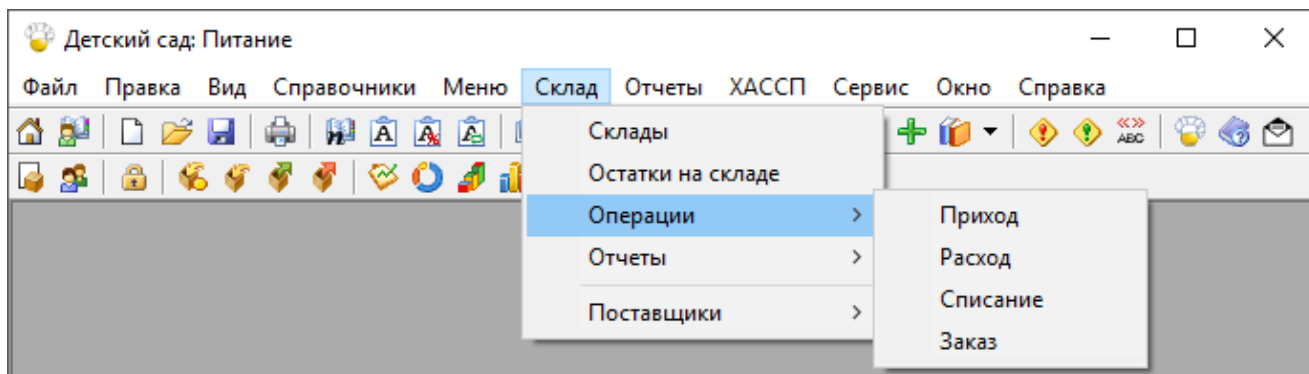 Детский сад: Питание
Файл Правка Вид Справочники Меню Склад Отчеты ХАССП Сервис Окно Справка
ABC
Склады
Остатки на складе
Операции
Отчеты
Поставщики
Приход
Расход
Списание
Заказ